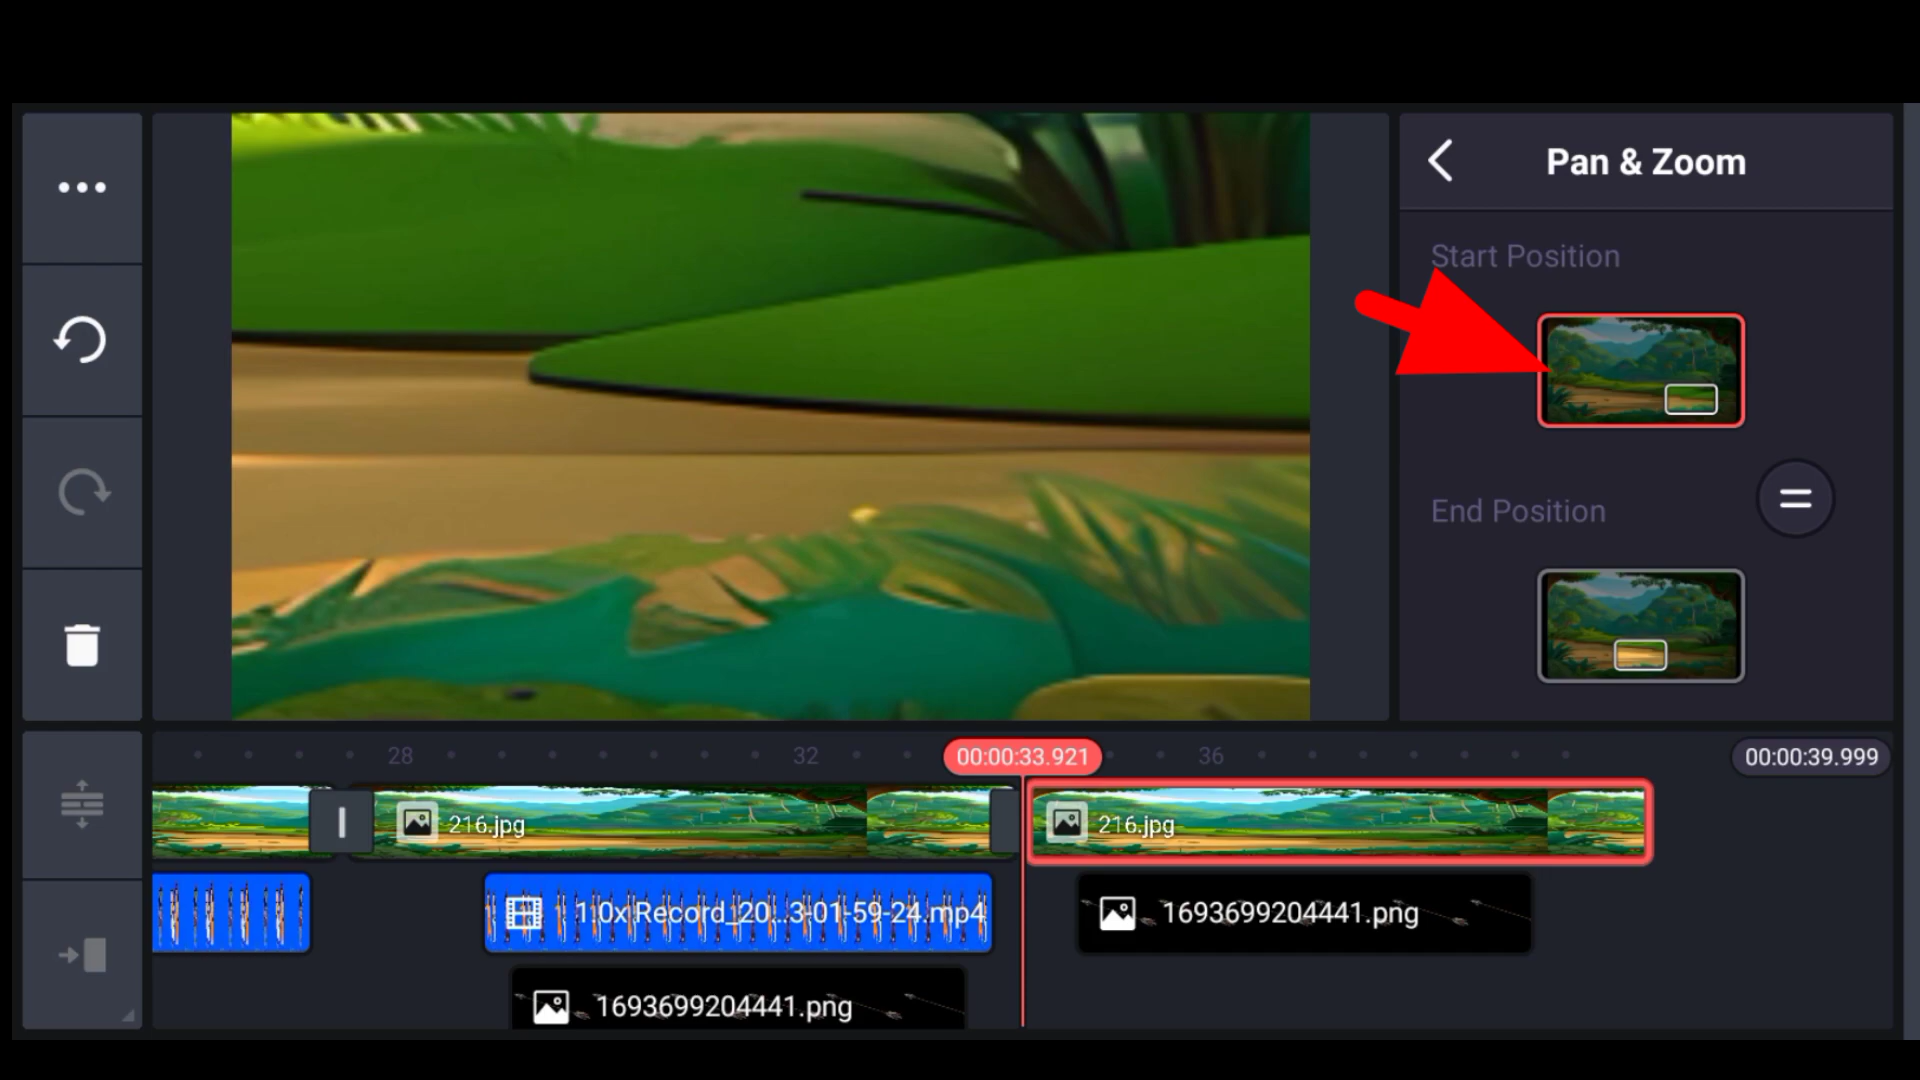 Pan & Zoom
Start Position
End Position
28
32
00:00:33.921
36
00:00:39.999
216.jpg
216.jpg
1.0x Record_20...3-01-59-24.mp4
1693699204441.png
1693699204441.png